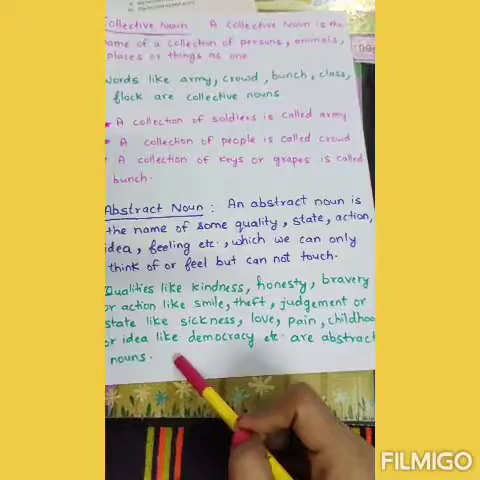 Collective Noun : A collective Noun is the
name of a collection of persons, animals,
places or things as one
words like army, crowd, bunch, class,
flock are collective nouns
A collection of soldiers is called army
A collection of people is called crowd
A collection of keys or grapes is called
bunch.
Abstract Noun : An abstract noun is
the name of some quality, state, action,
idea, feeling etc., which we can only
think of or feel but can not touch.
Qualities like kindness, honesty, bravery
or action like smile, theft, judgement or
state like sickness, love, pain, childhoo
or idea like democracy etc. are abstract
nouns.
FILMIGO